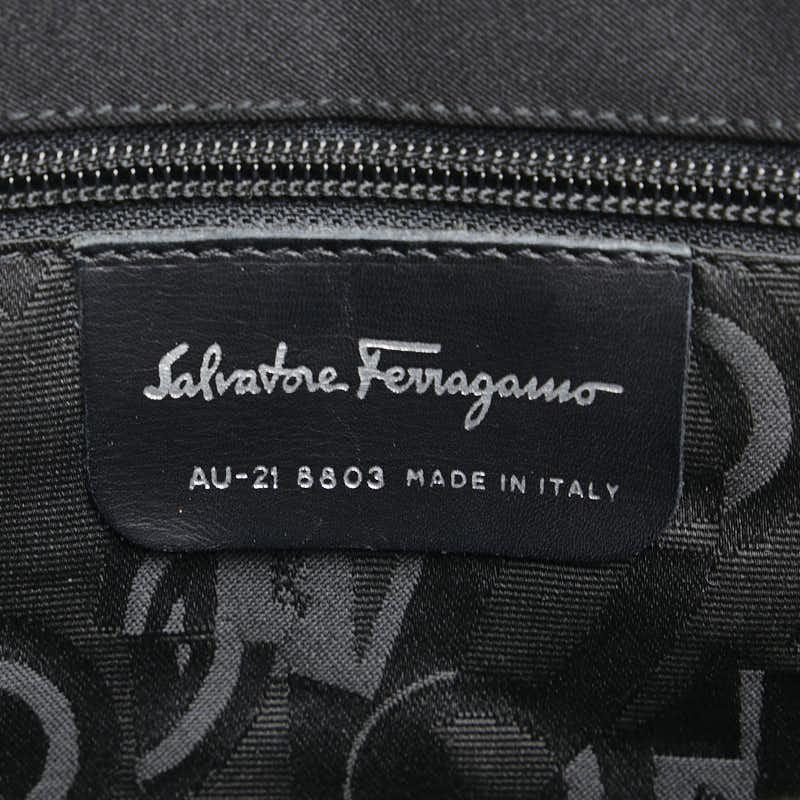 Salvatore Ferragamo
AU-21 8803 MADE IN ITALY